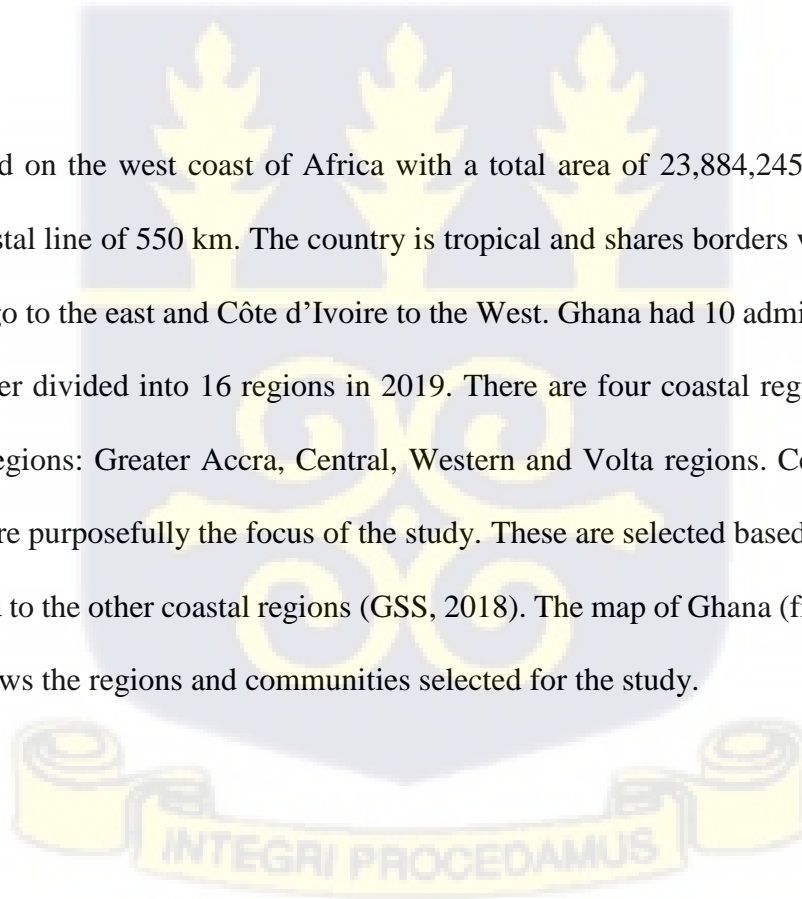 d on the west coast of Africa with a total area of 23,884,245
stal line of 550 km. The country is tropical and shares borders
go to the east and Côte d’Ivoire to the West. Ghana had 10 admi
er divided into 16 regions in 2019. There are four coastal reg
egions: Greater Accra, Central, Western and Volta regions. C
re purposefully the focus of the study. These are selected based
to the other coastal regions (GSS, 2018). The map of Ghana (f
ws the regions and communities selected for the study.
INTEGRI PROCEDAMUS